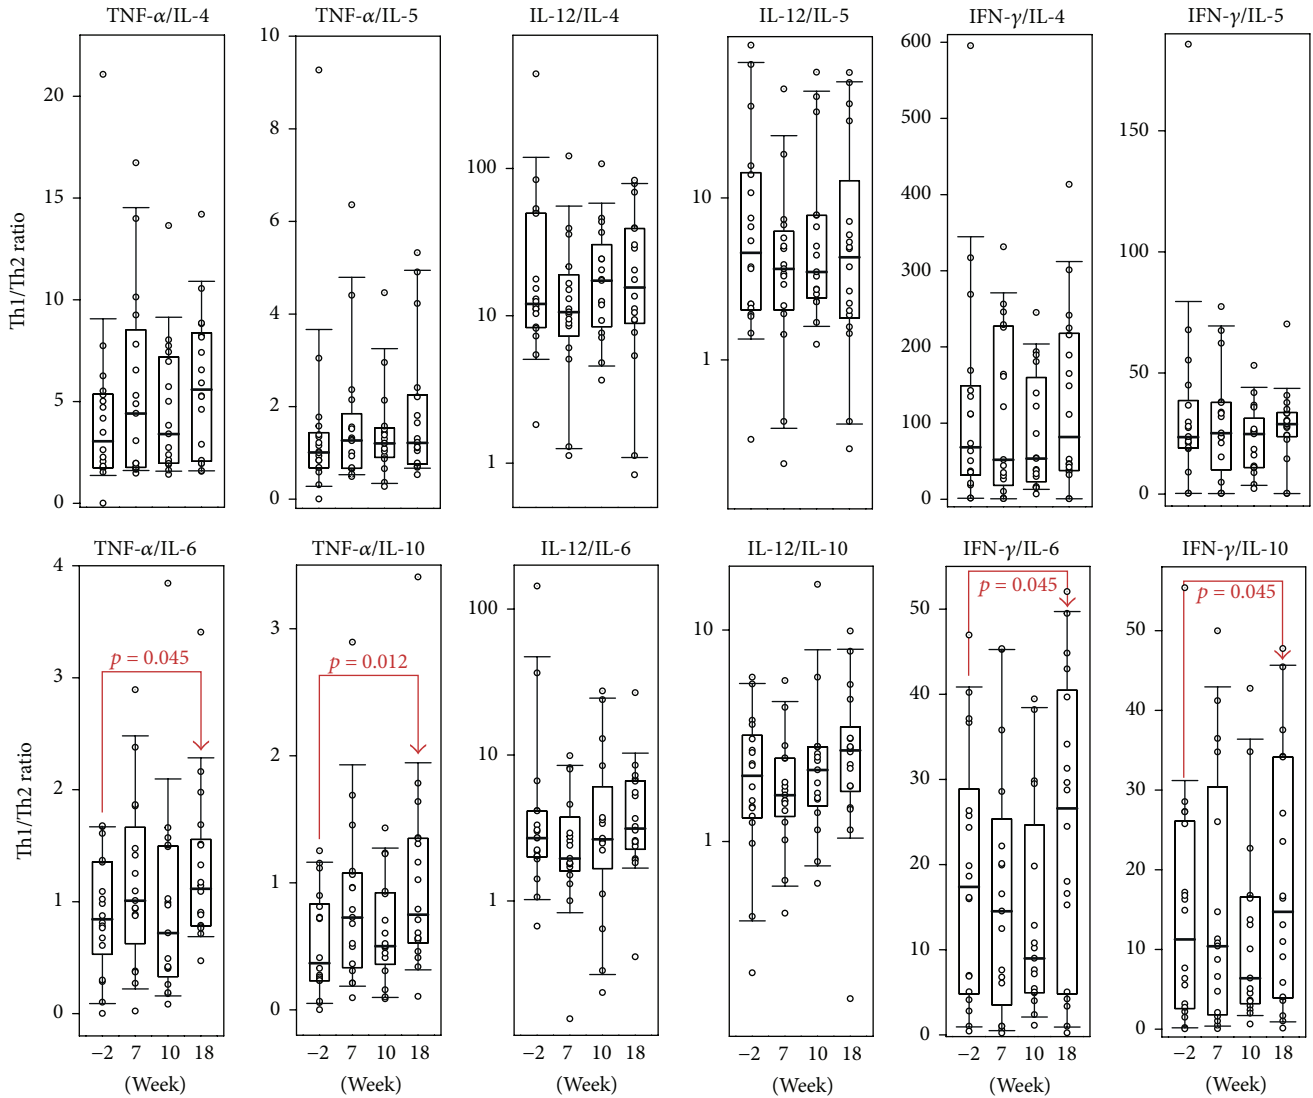 TNF-α/IL-4
TNF-α/IL-5
IL-12/IL-4
IL-12/IL-5
IFN-γ/IL-4
IFN-γ/IL-5
Th1/Th2 ratio
20
15
10
5
0
10
8
6
4
2
0
100
10
1
10
1
600
500
400
300
200
100
0
150
100
50
0
TNF-α/IL-6
TNF-α/IL-10
IL-12/IL-6
IL-12/IL-10
IFN-γ/IL-6
IFN-γ/IL-10
Th1/Th2 ratio
4
3
2
1
0
p = 0.045
3
2
1
0
p = 0.012
100
10
1
10
1
50
40
30
20
10
0
p = 0.045
50
40
30
20
10
0
p = 0.045
−2 7 10 18
−2 7 10 18
−2 7 10 18
−2 7 10 18
−2 7 10 18
−2 7 10 18
(Week)
(Week)
(Week)
(Week)
(Week)
(Week)